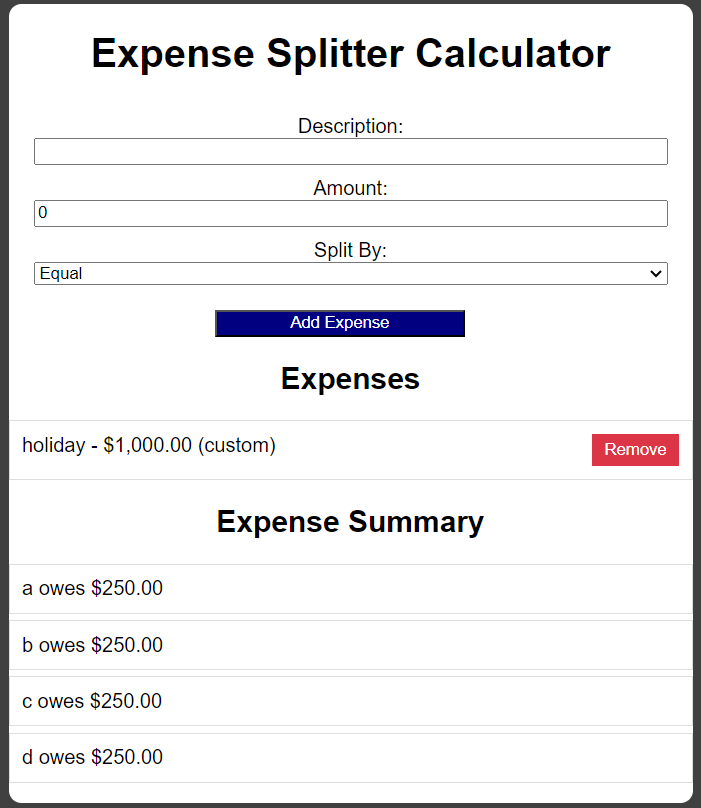 Expense Splitter Calculator
Description:
Amount:
0
Split By:
Equal
Add Expense
Expenses
holiday - $1,000.00 (custom)
Remove
Expense Summary
a owes $250.00
b owes $250.00
c owes $250.00
d owes $250.00